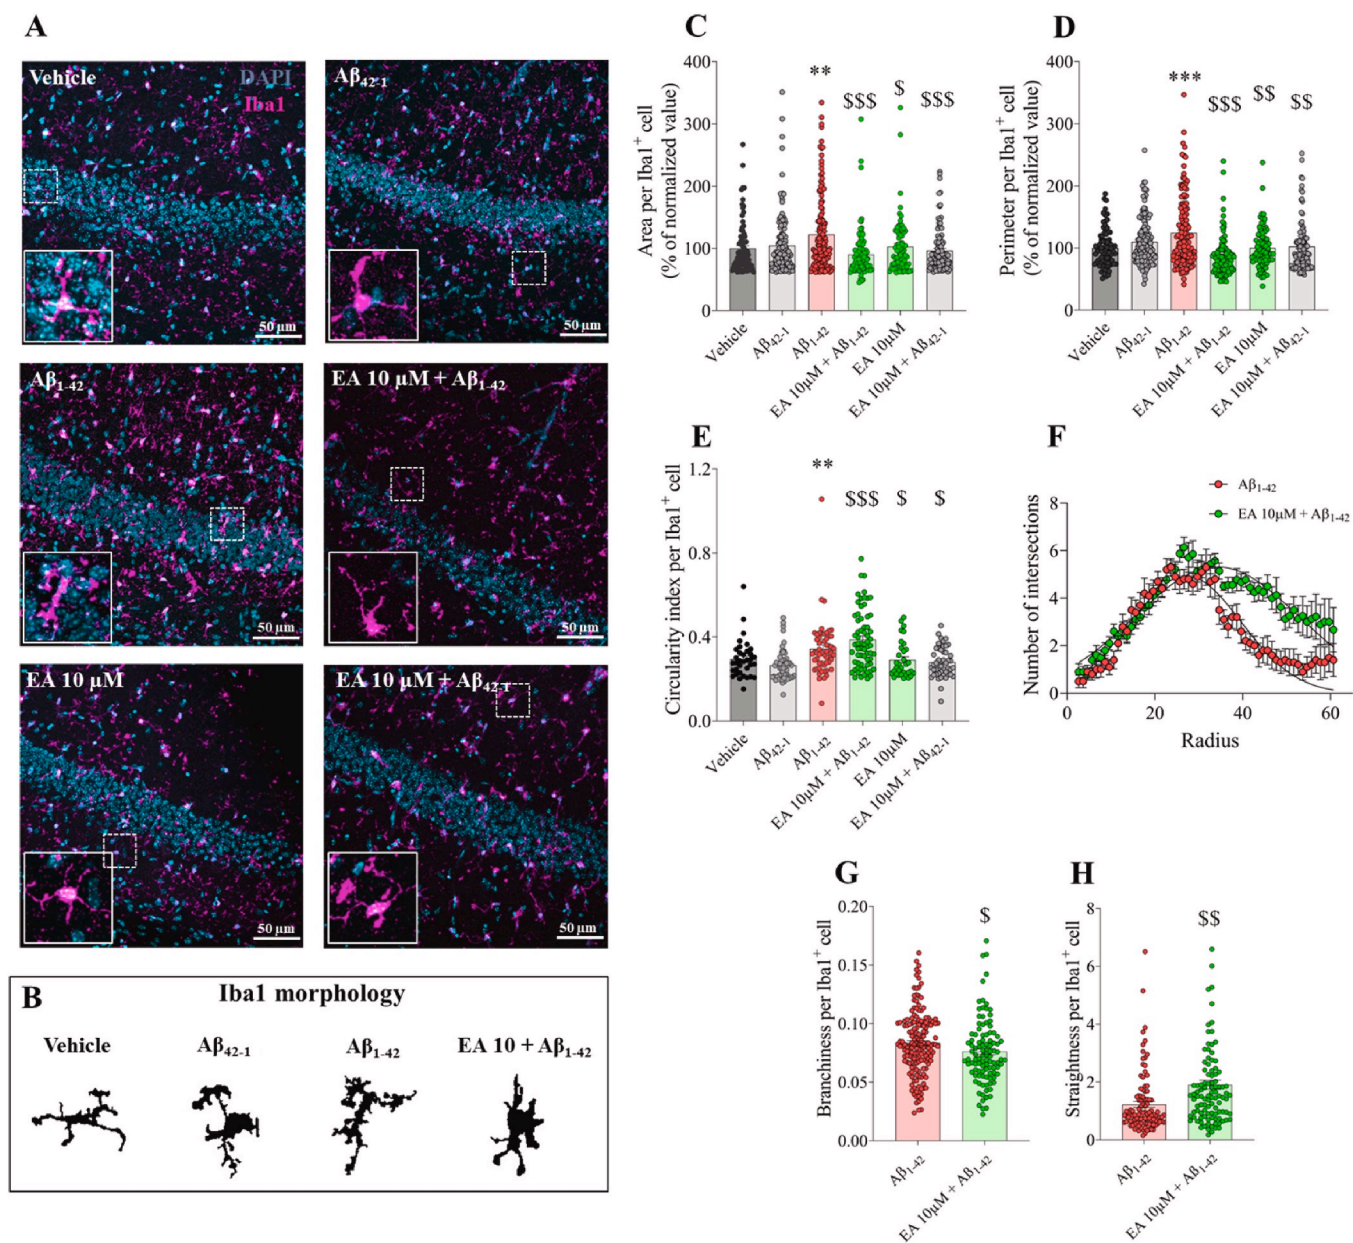 A
Vehicle
DAPI
Iba1
50 µm
Aβ42-1
50 µm
Aβ1-42
50 µm
EA 10 µM + Aβ1-42
50 µm
EA 10 µM
50 µm
EA 10 µM + Aβ42-1
50 µm
B
Iba1 morphology
Vehicle
Aβ42-1
Aβ1-42
EA 10 + Aβ1-42
C
Area per Iba1+ cell
(% of normalized value)
400
300
200
100
0
**
$$$
$
$$$
Vehicle
Aβ42-1
Aβ1-42
EA 10µM + Aβ1-42
EA 10µM
EA 10µM + Aβ42-1
D
Perimeter per Iba1+ cell
(% of normalized value)
400
300
200
100
0
***
$$$
$$
$$
Vehicle
Aβ42-1
Aβ1-42
EA 10µM + Aβ1-42
EA 10µM
EA 10µM + Aβ42-1
E
Circularity index per Iba1+ cell
1.2
0.8
0.4
0.0
**
$$$
$
$
Vehicle
Aβ42-1
Aβ1-42
EA 10µM + Aβ1-42
EA 10µM
EA 10µM + Aβ42-1
F
Aβ1-42
EA 10µM + Aβ1-42
Number of intersections
8
6
4
2
0
0 20 40 60
Radius
G
Branchiness per Iba1+ cell
0.20
0.15
0.10
0.05
0.00
$
Aβ1-42
EA 10µM + Aβ1-42
H
Straightness per Iba1+ cell
8
6
4
2
0
$$
Aβ1-42
EA 10µM + Aβ1-42